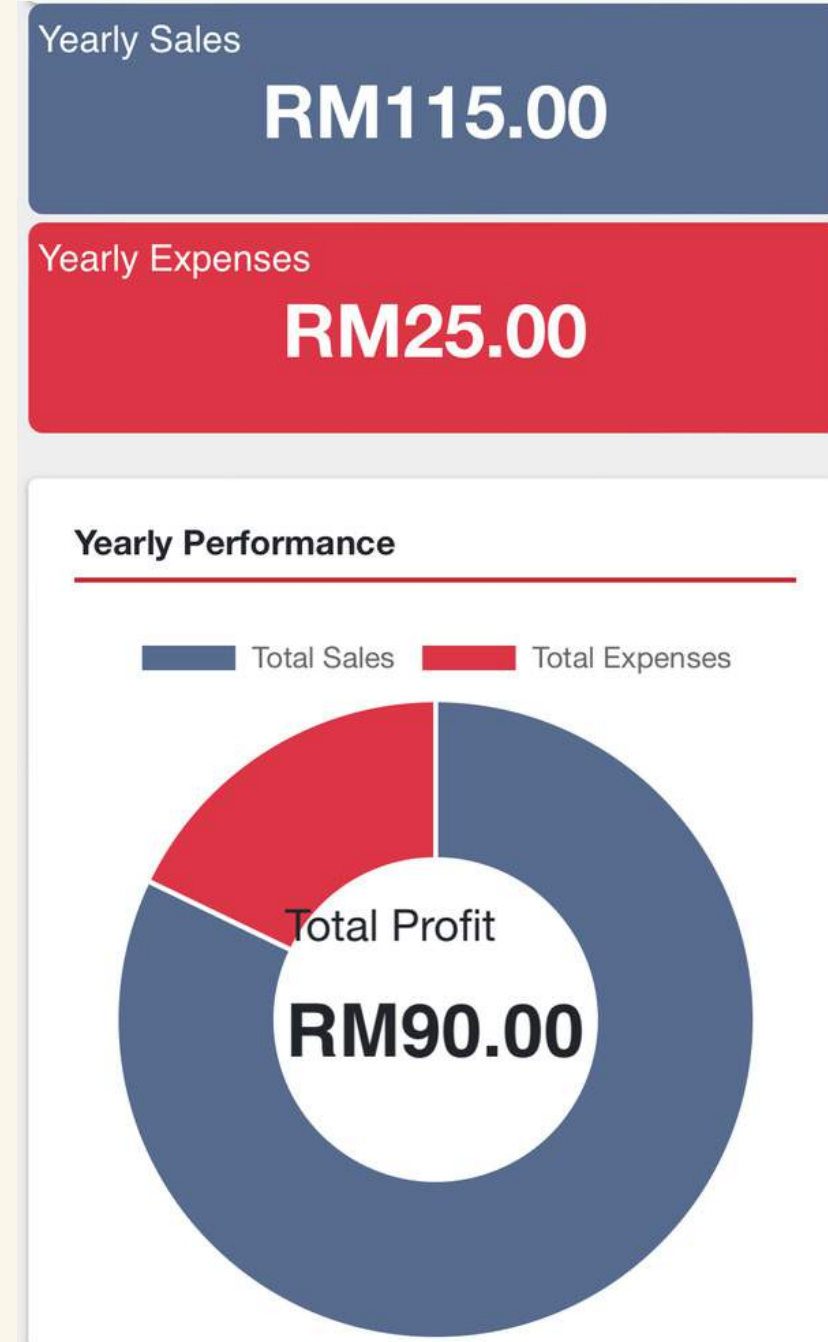 Yearly Sales
RM115.00
Yearly Expenses
RM25.00
Yearly Performance
Total Sales Total Expenses
Total Profit
RM90.00